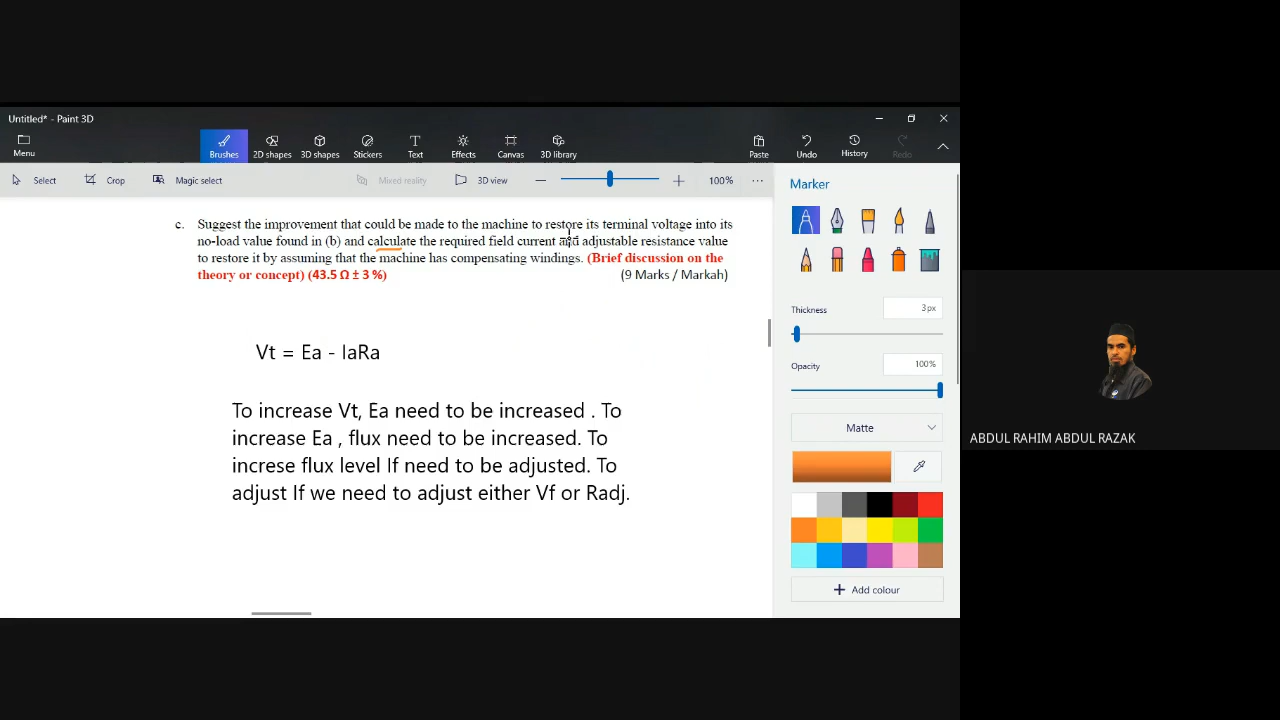 Untitled* - Paint 3D
Menu
Brushes
2D shapes
3D shapes
Stickers
Text
Effects
Canvas
3D library
Paste
Undo
History
Redo
Select
Crop
Magic select
Mixed reality
3D view
100%
c. Suggest the improvement that could be made to the machine to restore its terminal voltage into its
no-load value found in (b) and calculate the required field current and adjustable resistance value
to restore it by assuming that the machine has compensating windings. (Brief discussion on the
theory or concept) (43.5 Ω ± 3 %) (9 Marks / Markah)
Vt = Ea - IaRa
To increase Vt, Ea need to be increased . To
increase Ea , flux need to be increased. To
increse flux level If need to be adjusted. To
adjust If we need to adjust either Vf or Radj.
Marker
Thickness 3px
Opacity 100%
Matte
Add colour
ABDUL RAHIM ABDUL RAZAK